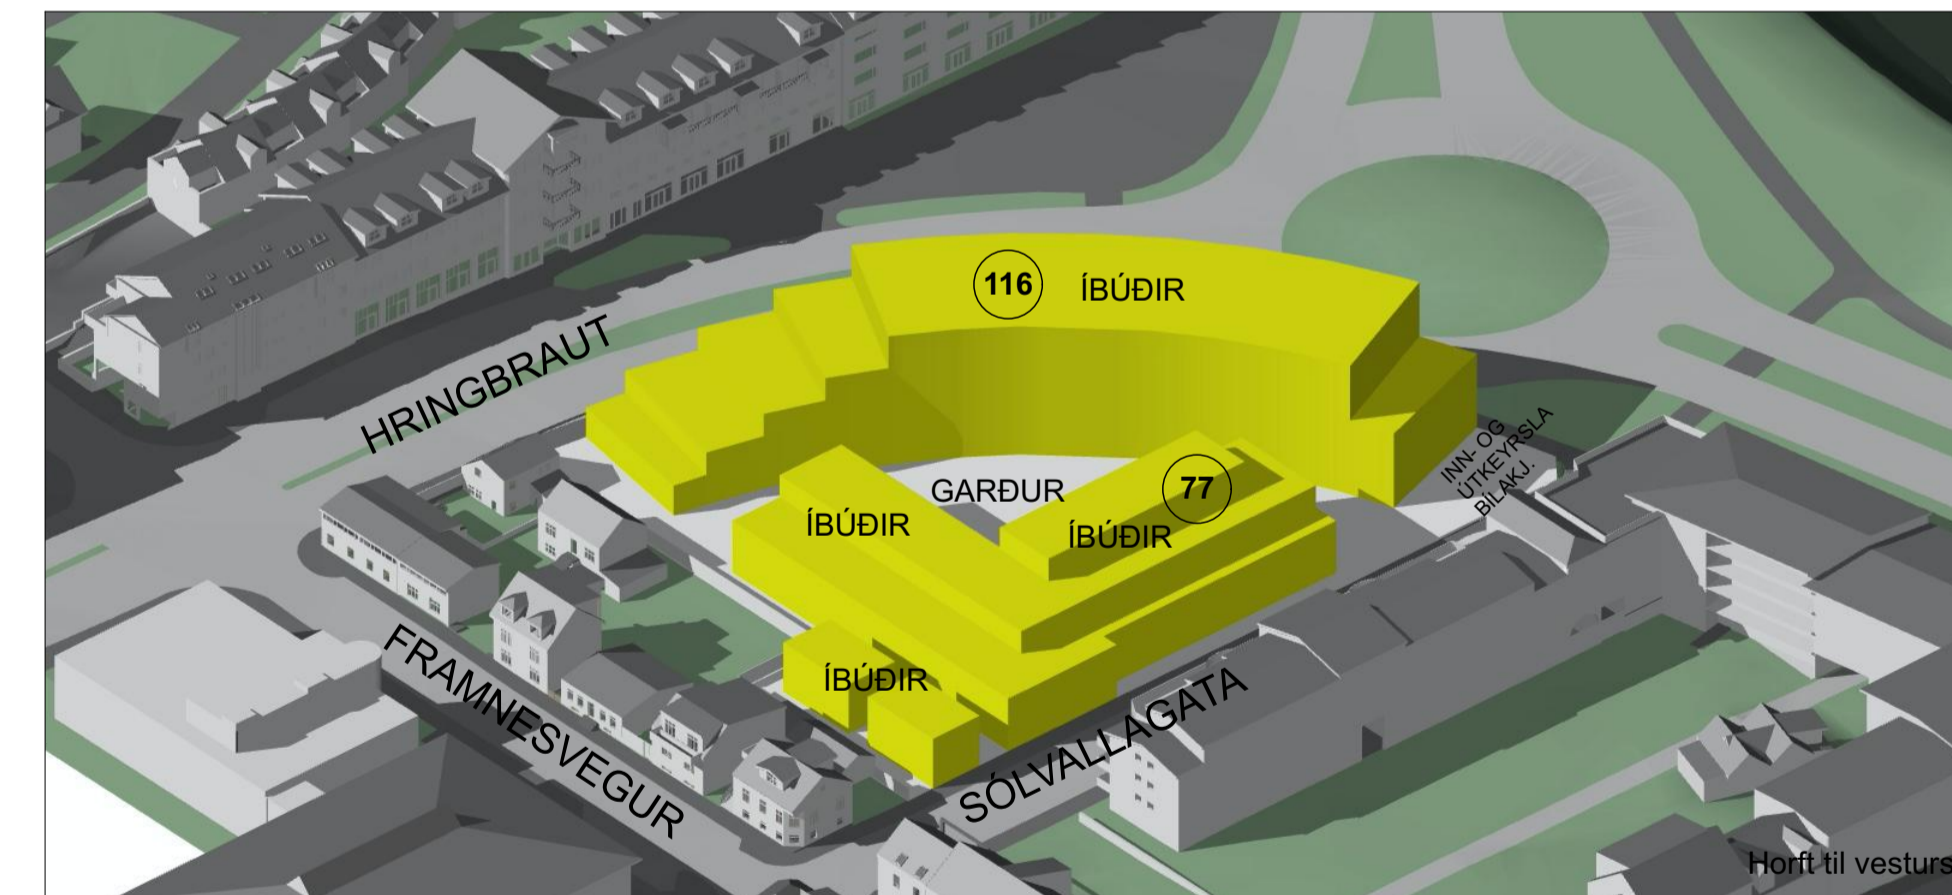 116 ÍBÚÐIR
HRINGBRAUT
INN- OG
ÚTKEYRSLA
BÍLAKJ.
GARÐUR
77
ÍBÚÐIR
ÍBÚÐIR
ÍBÚÐIR
FRAMNESVEGUR
SÓLVALLAGATA
Horft til vesturs